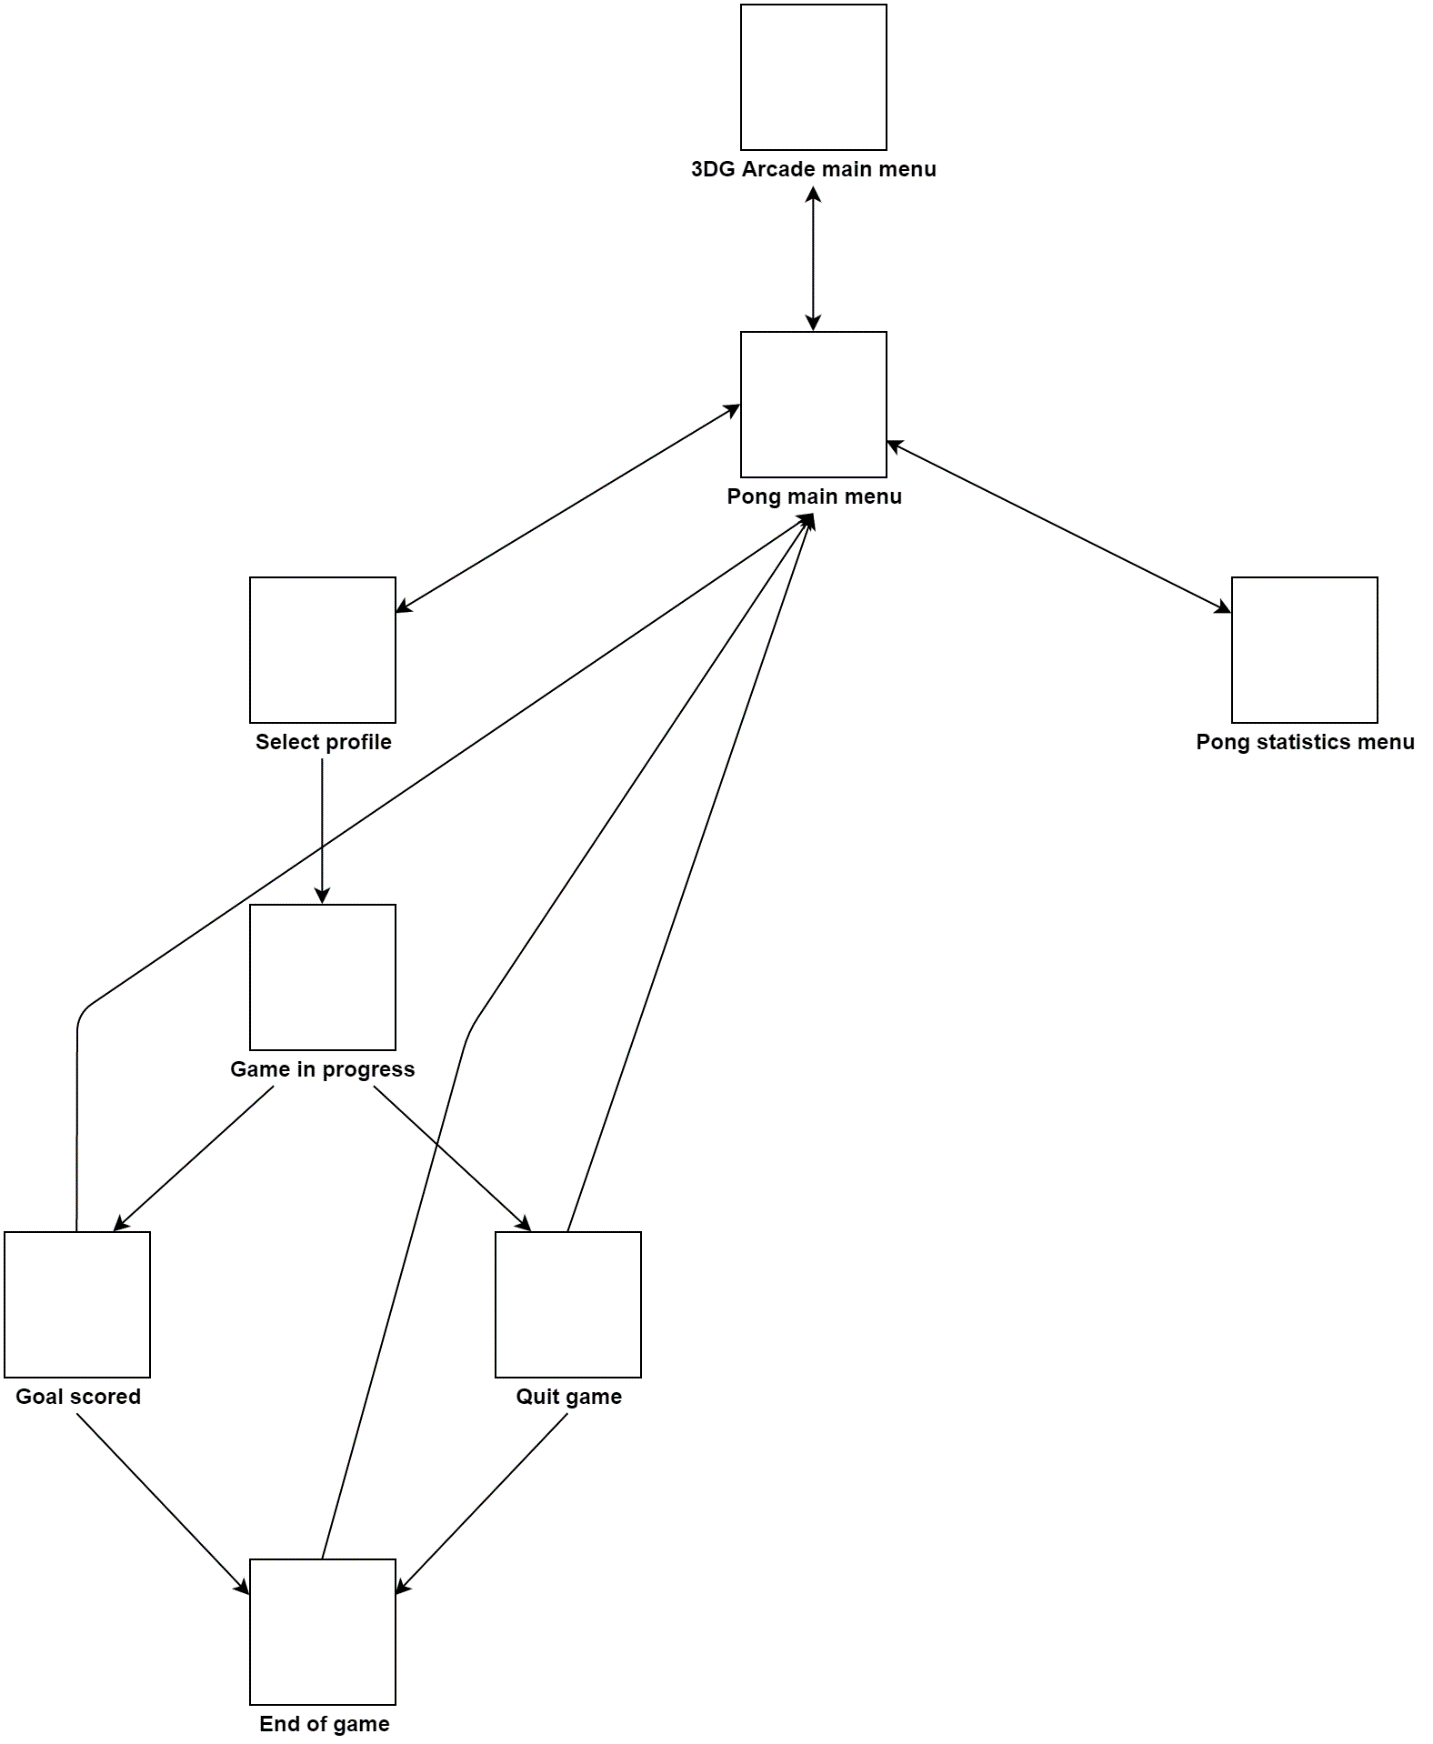 3DG Arcade main menu
Pong main menu
Select profile
Pong statistics menu
Game in progress
Goal scored
Quit game
End of game